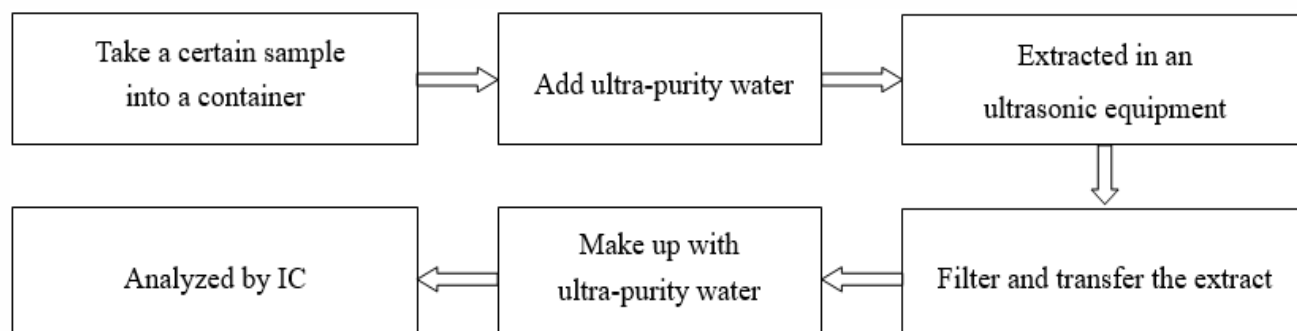 Take a certain sample
into a container
Add ultra-purity water
Extracted in an
ultrasonic equipment
Filter and transfer the extract
Make up with
ultra-purity water
Analyzed by IC